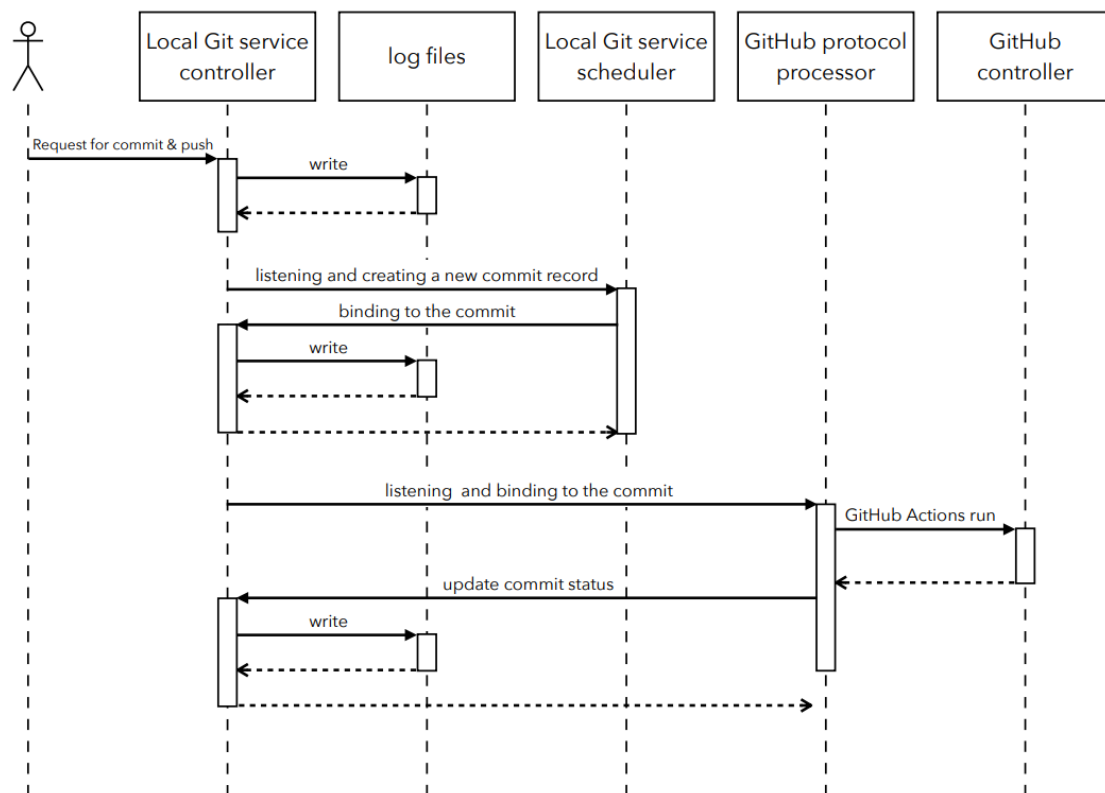 Local Git service
controller
log files
Local Git service
scheduler
GitHub protocol
processor
GitHub
controller
Request for commit & push
write
listening and creating a new commit record
binding to the commit
write
listening  and binding to the commit
GitHub Actions run
update commit status
write